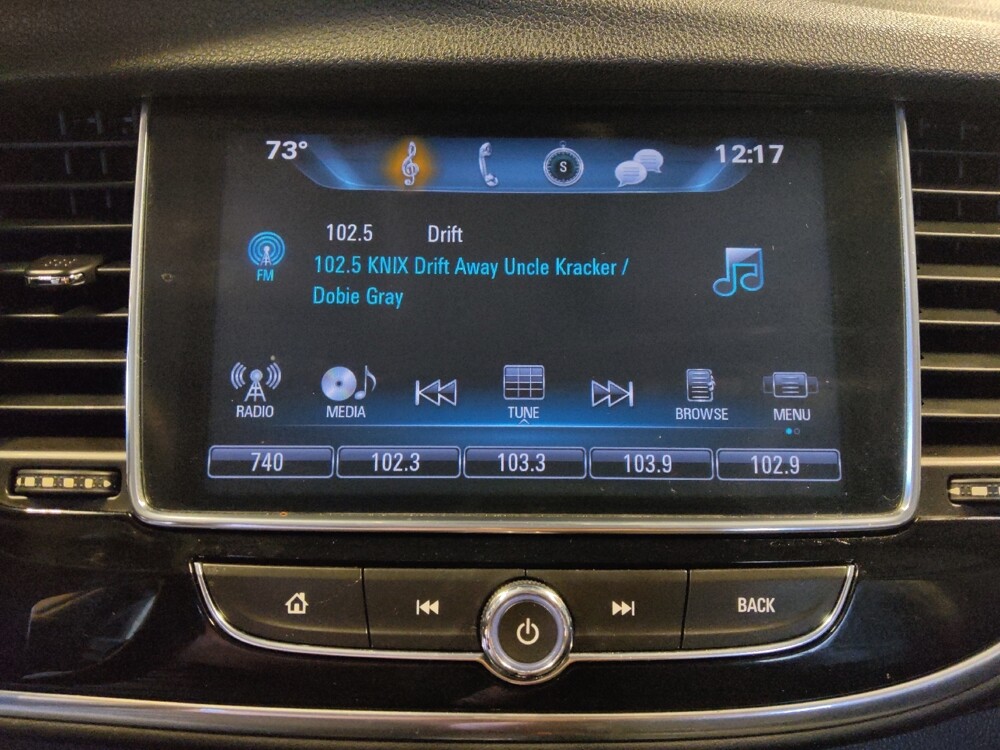 73° 12:17
S
102.5 Drift
FM
102.5 KNIX Drift Away Uncle Kracker /
Dobie Gray
RADIO MEDIA TUNE BROWSE MENU
740 102.3 103.3 103.9 102.9
BACK